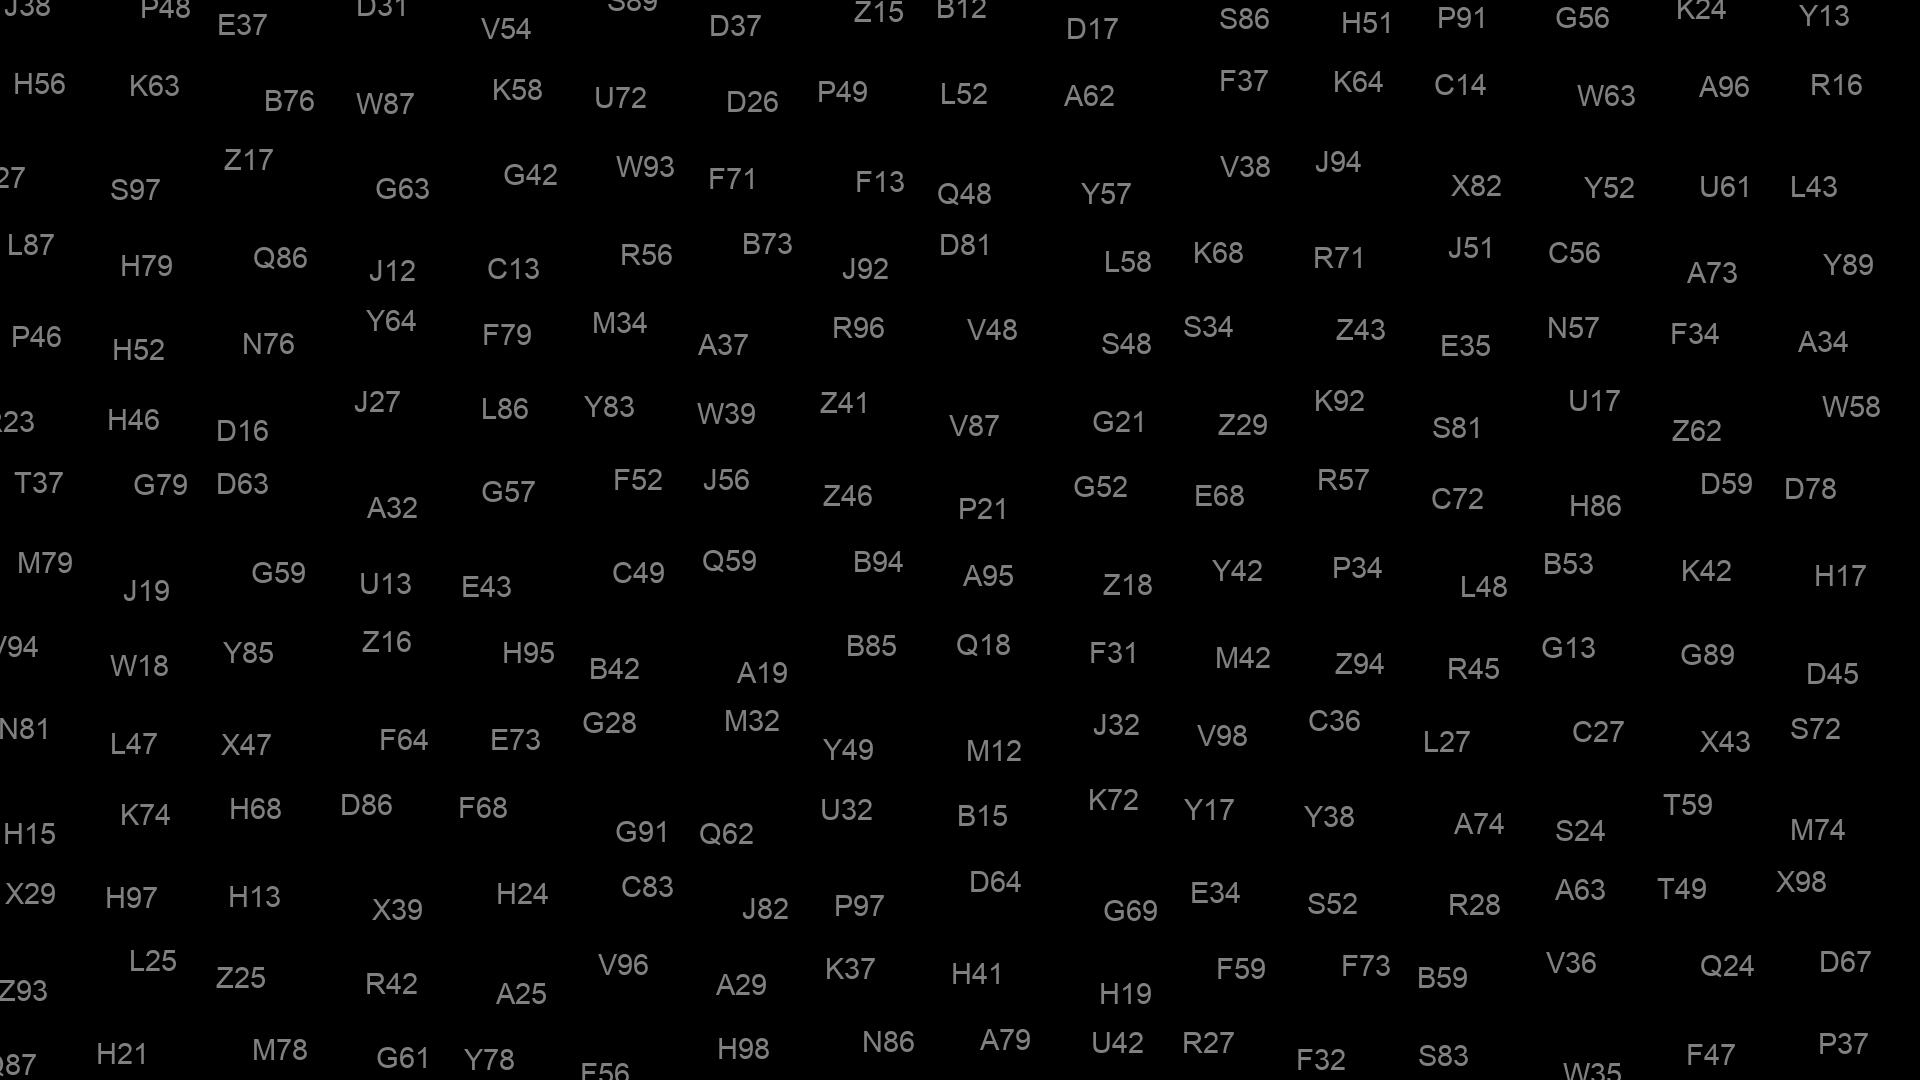 J38 P48 E37 D31 V54 S89 D37 Z15 B12 D17 S86 H51 P91 G56 K24 Y13
H56 K63 B76 W87 K58 U72 D26 P49 L52 A62 F37 K64 C14 W63 A96 R16
27 S97 Z17 G63 G42 W93 F71 F13 Q48 Y57 V38 J94 X82 Y52 U61 L43
L87 H79 Q86 J12 C13 R56 B73 J92 D81 L58 K68 R71 J51 C56 A73 Y89
P46 H52 N76 Y64 F79 M34 A37 R96 V48 S48 S34 Z43 E35 N57 F34 A34
23 H46 D16 J27 L86 Y83 W39 Z41 V87 G21 Z29 K92 S81 U17 Z62 W58
T37 G79 D63 A32 G57 F52 J56 Z46 P21 G52 E68 R57 C72 H86 D59 D78
M79 J19 G59 U13 E43 C49 Q59 B94 A95 Z18 Y42 P34 L48 B53 K42 H17
94 W18 Y85 Z16 H95 B42 A19 B85 Q18 F31 M42 Z94 R45 G13 G89 D45
N81 L47 X47 F64 E73 G28 M32 Y49 M12 J32 V98 C36 L27 C27 X43 S72
H15 K74 H68 D86 F68 G91 Q62 U32 B15 K72 Y17 Y38 A74 S24 T59 M74
X29 H97 H13 X39 H24 C83 J82 P97 D64 G69 E34 S52 R28 A63 T49 X98
Z93 L25 Z25 R42 A25 V96 A29 K37 H41 H19 F59 F73 B59 V36 Q24 D67
87 H21 M78 G61 Y78 H98 N86 A79 U42 R27 F32 S83 W35 F47 P37